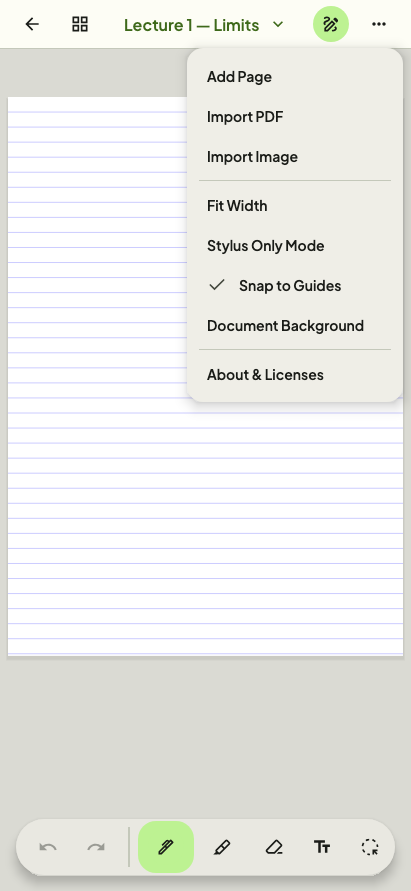 Lecture 1 — Limits
Add Page
Import PDF
Import Image
Fit Width
Stylus Only Mode
Snap to Guides
Document Background
About & Licenses
Tt